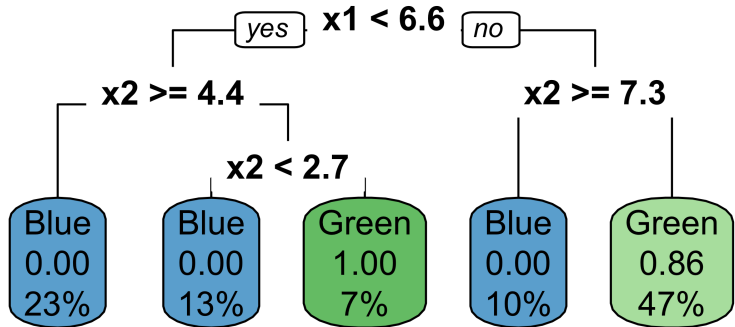 yes x1 < 6.6 no
x2 >= 4.4 x2 >= 7.3
x2 < 2.7
Blue Blue Green Blue Green
0.00 0.00 1.00 0.00 0.86
23% 13% 7% 10% 47%